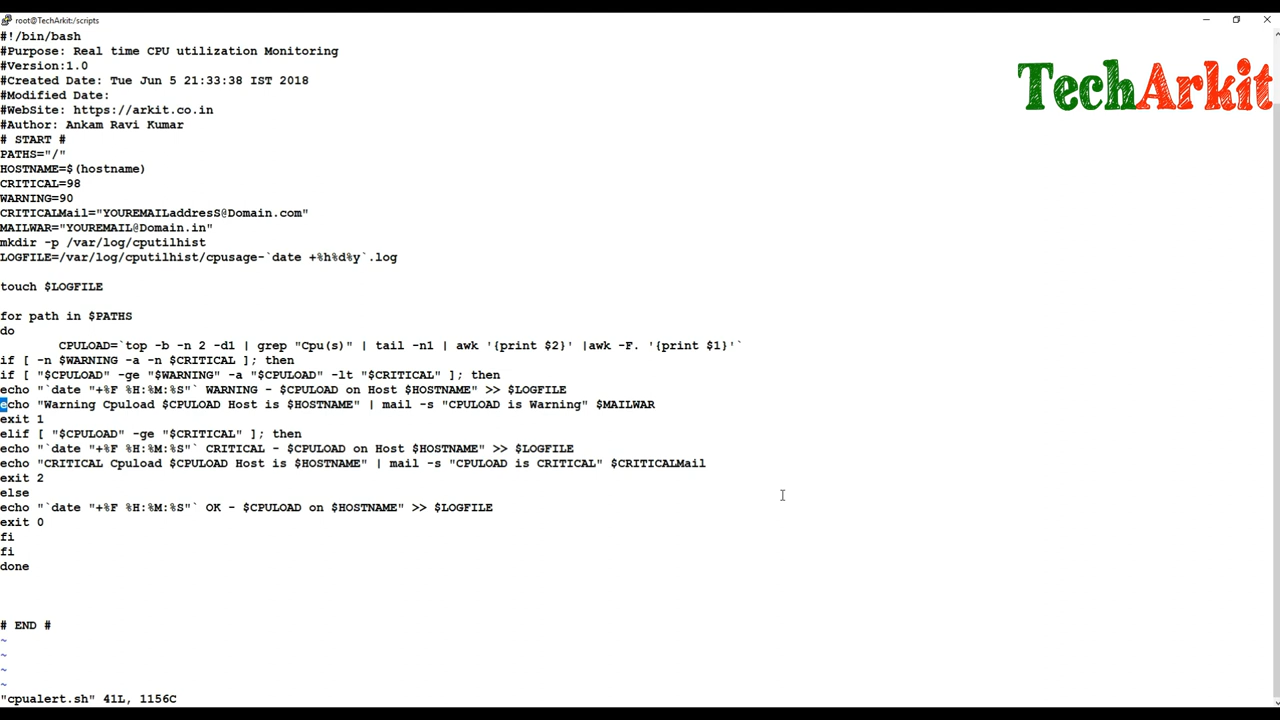 root@TechArkit:/scripts
#!/bin/bash
#Purpose: Real time CPU utilization Monitoring
#Version:1.0
#Created Date: Tue Jun 5 21:33:38 IST 2018
#Modified Date:
#WebSite: https://arkit.co.in
#Author: Ankam Ravi Kumar
TechArkit
# START #
PATHS="/"
HOSTNAME=$(hostname)
CRITICAL=98
WARNING=90
CRITICALMail="YOUREMAILaddresS@Domain.com"
MAILWAR="YOUREMAIL@Domain.in"
mkdir -p /var/log/cputilhist
LOGFILE=/var/log/cputilhist/cpusage-`date +%h%d%y`.log
touch $LOGFILE
for path in $PATHS
do
CPULOAD=`top -b -n 2 -d1 | grep "Cpu(s)" | tail -n1 | awk '{print $2}' |awk -F. '{print $1}'`
if [ -n $WARNING -a -n $CRITICAL ]; then
if [ "$CPULOAD" -ge "$WARNING" -a "$CPULOAD" -lt "$CRITICAL" ]; then
echo "`date "+%F %H:%M:%S"` WARNING - $CPULOAD on Host $HOSTNAME" >> $LOGFILE
echo "Warning Cpuload $CPULOAD Host is $HOSTNAME" | mail -s "CPULOAD is Warning" $MAILWAR
exit 1
elif [ "$CPULOAD" -ge "$CRITICAL" ]; then
echo "`date "+%F %H:%M:%S"` CRITICAL - $CPULOAD on Host $HOSTNAME" >> $LOGFILE
echo "CRITICAL Cpuload $CPULOAD Host is $HOSTNAME" | mail -s "CPULOAD is CRITICAL" $CRITICALMail
exit 2
else
echo "`date "+%F %H:%M:%S"` OK - $CPULOAD on $HOSTNAME" >> $LOGFILE
exit 0
fi
fi
done
# END #
~
~
~
~
"cpualert.sh" 41L, 1156C